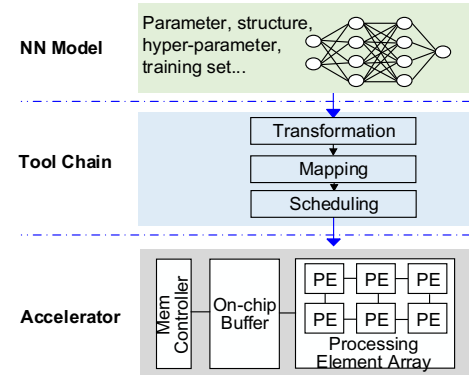 NN Model
Parameter, structure,
hyper-parameter,
training set...
Tool Chain
Transformation
Mapping
Scheduling
Accelerator
Mem
Controller
On-chip
Buffer
PE PE PE
PE PE PE
Processing
Element Array